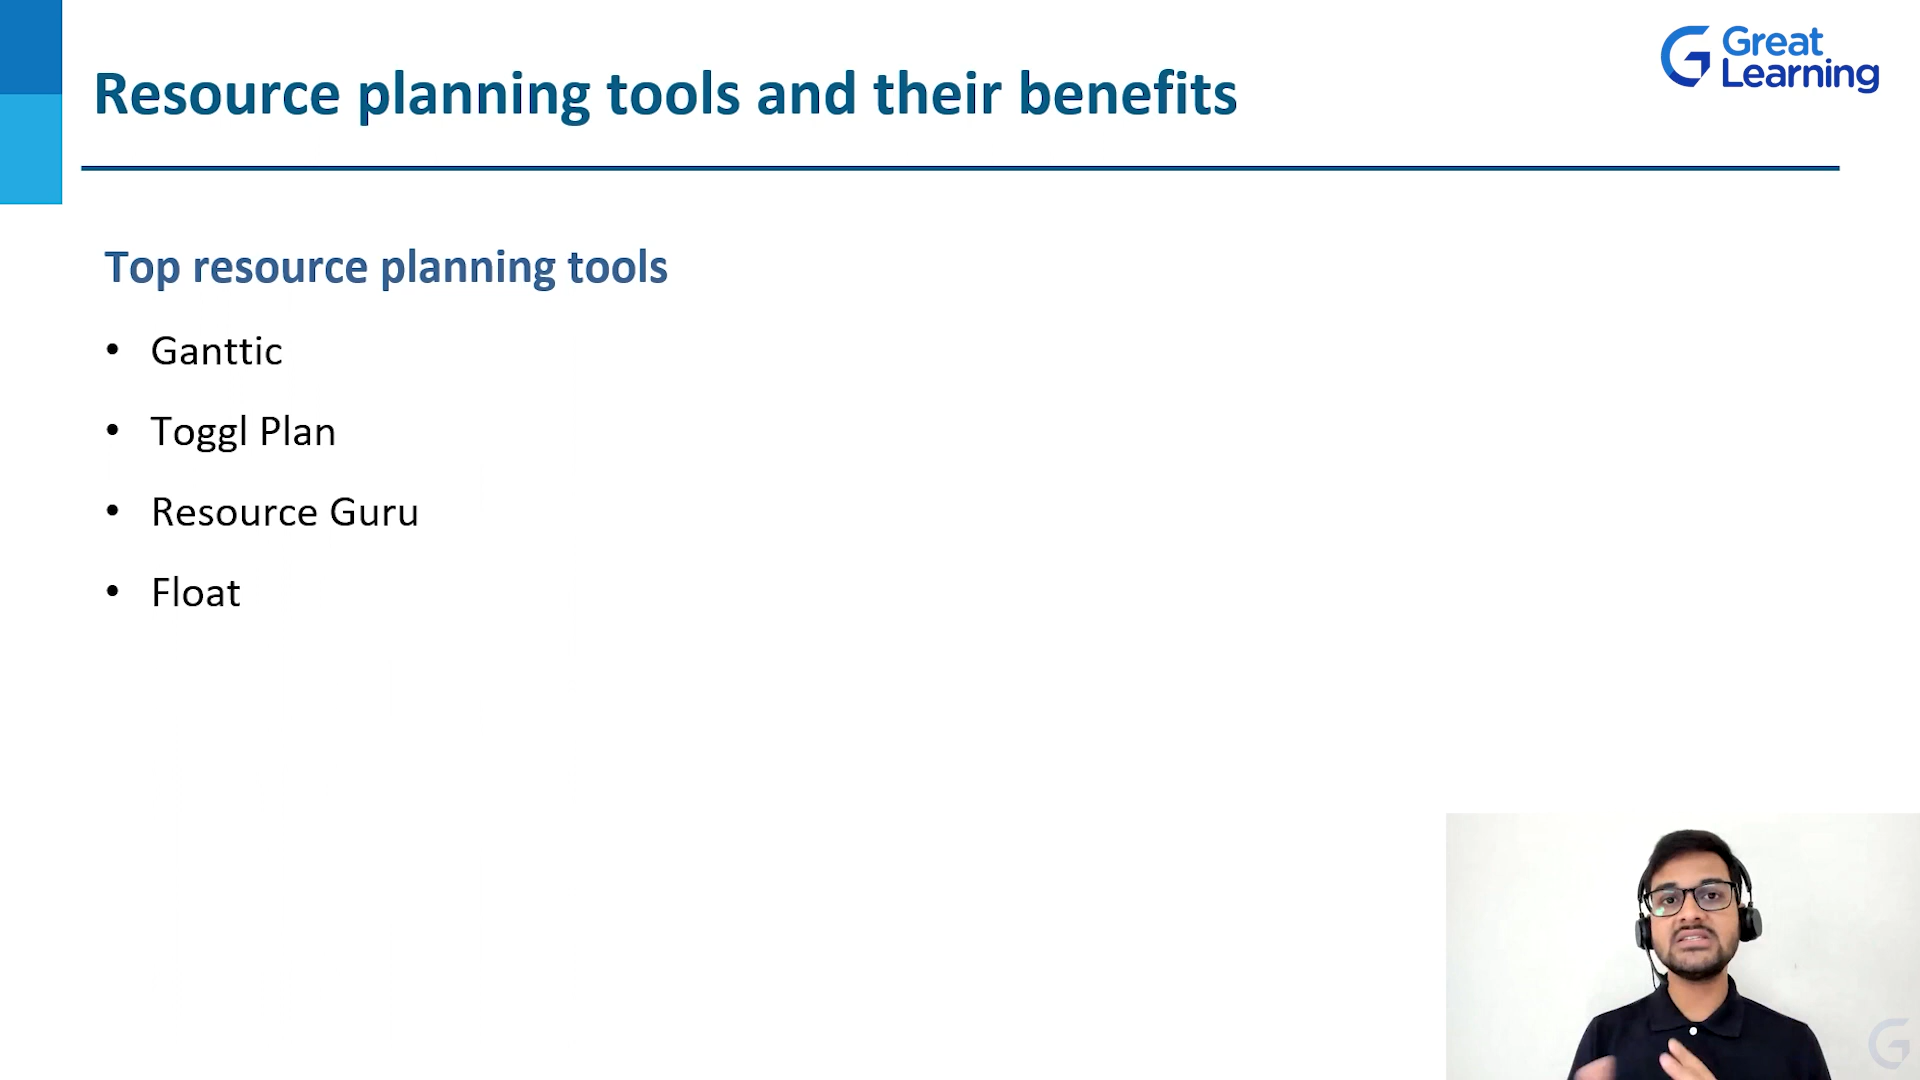 Resource planning tools and their benefits
Great
Learning
Top resource planning tools
• Ganttic
• Toggl Plan
• Resource Guru
• Float